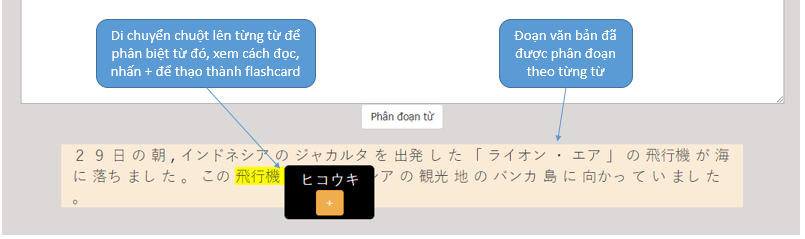 Di chuyển chuột lên từng từ để
phân biệt từ đó, xem cách đọc,
nhấn + để thạo thành flashcard
Đoạn văn bản đã
được phân đoạn
theo từng từ
Phân đoạn từ
２ ９ 日 の 朝 , インドネシア の ジャカルタ を 出発 し た 「 ライオン ・ エア 」 の 飛行機 が 海
に 落ち まし た 。 この 飛行機 シア の 観光 地 の バンカ 島 に 向かっ て い まし た
。
ヒコウキ
+